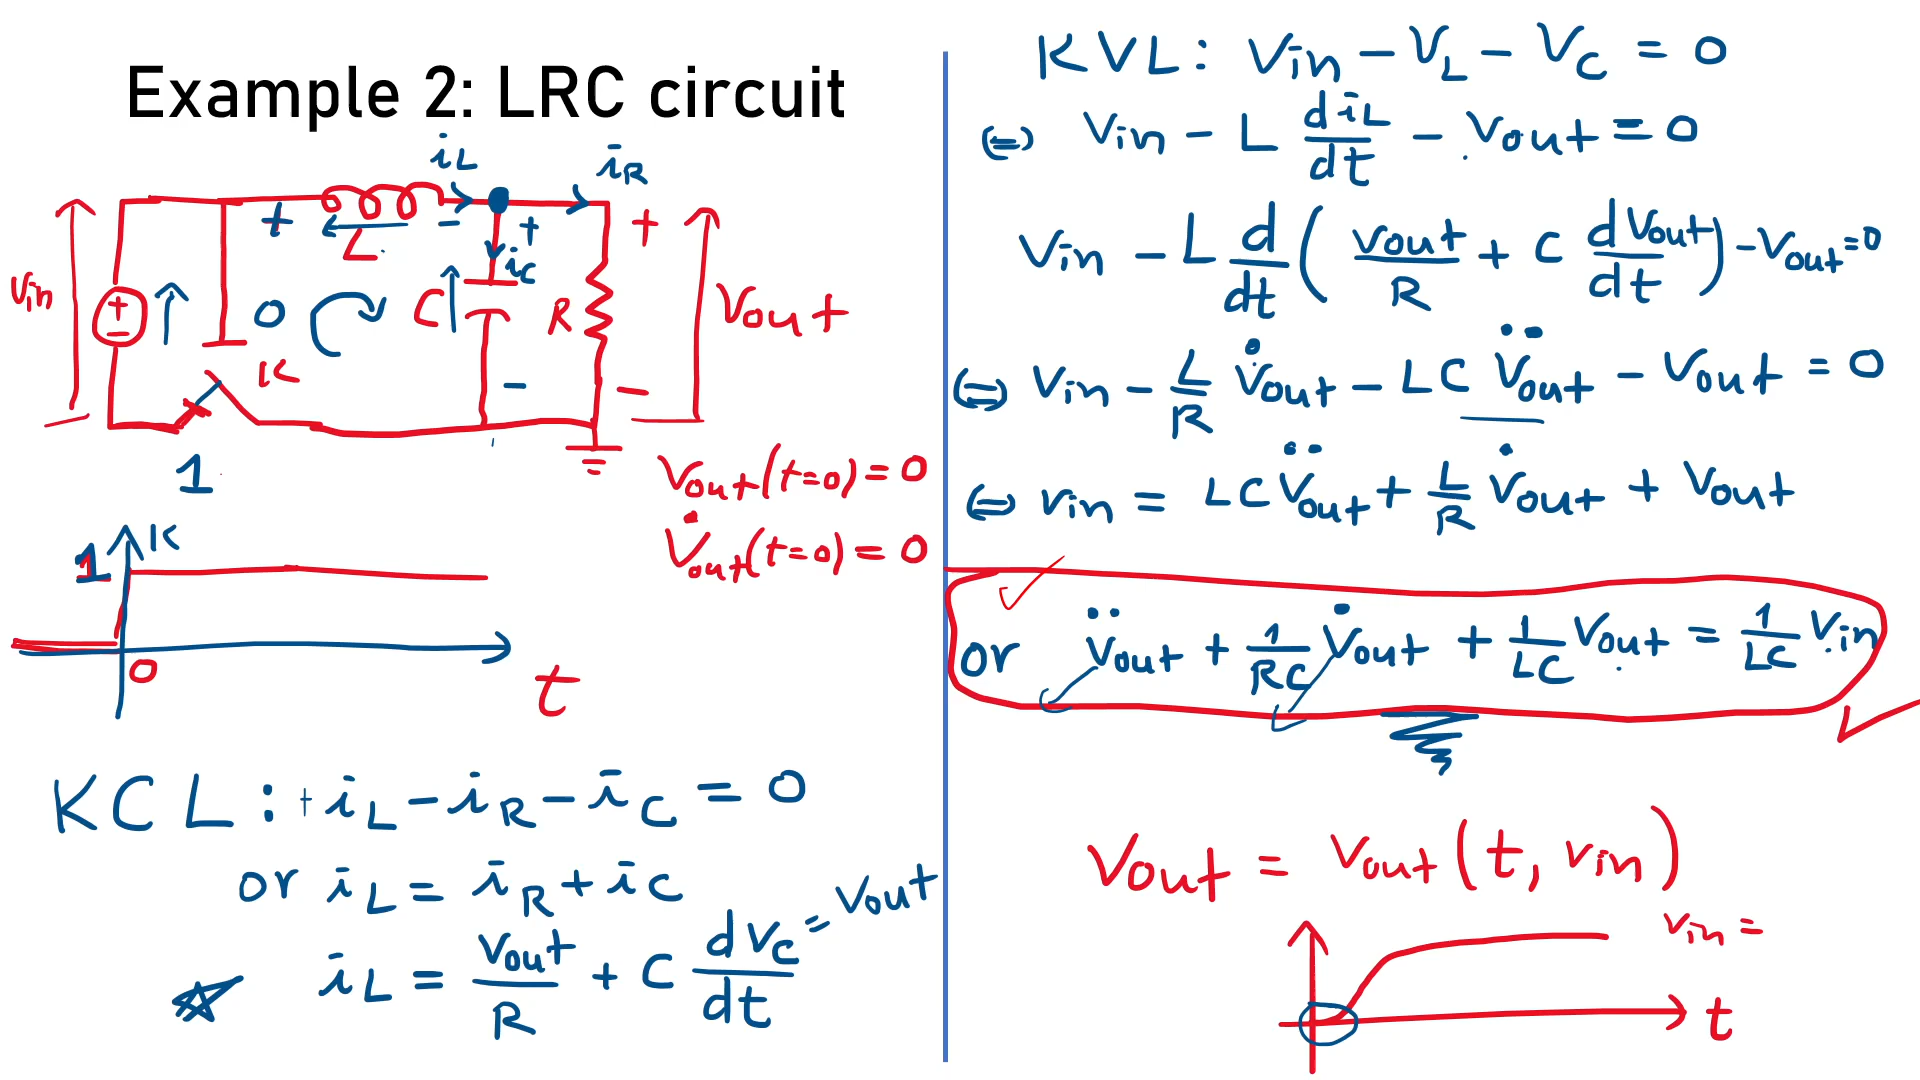 Example 2: LRC circuit
iL
iR
+
-
+
+
L
iC
vin
+
-
0
C
R
Vout
K
-
-
1
Vout(t=0) = 0
V̇out(t=0) = 0
K
1
0
t
KCL: +iL - iR - iC = 0
or iL = iR + iC
iL = vout/R + C dvC/dt = vout
KVL: Vin - VL - VC = 0
⇔ Vin - L diL/dt - Vout = 0
Vin - L d/dt (vout/R + C dVout/dt) - Vout = 0
⇔ Vin - L/R V̇out - LC V̈out - Vout = 0
⇔ Vin = LC V̈out + L/R V̇out + Vout
or V̈out + 1/RC V̇out + 1/LC Vout = 1/LC Vin
Vout = Vout(t, vin)
vin =
t